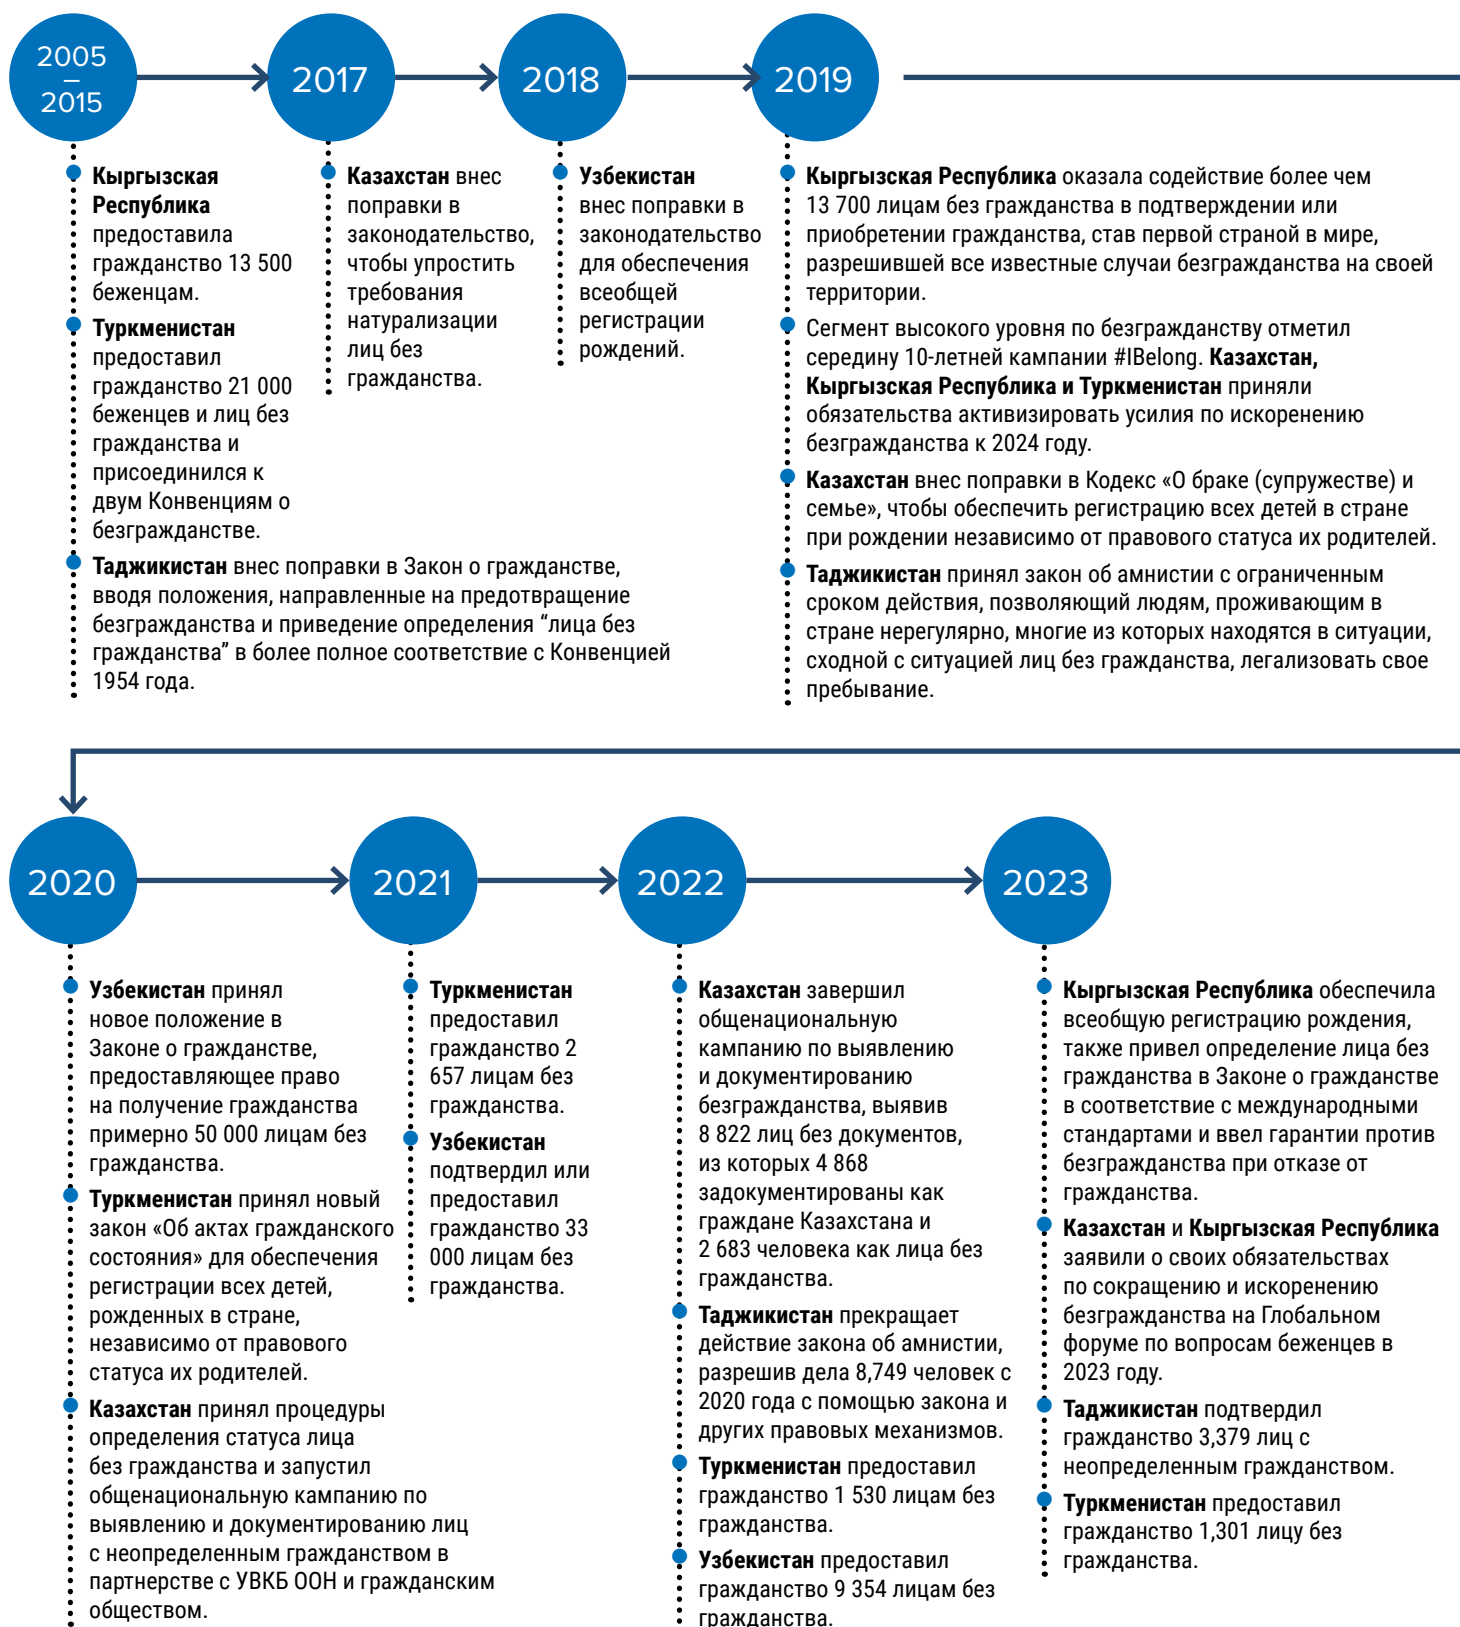 2005
–
2015
2017
2018
2019
Кыргызская
Республика
предоставила
гражданство 13 500
беженцам.
Туркменистан
предоставил
гражданство 21 000
беженцев и лиц без
гражданства и
присоединился к
двум Конвенциям о
безгражданстве.
Таджикистан внес поправки в Закон о гражданстве,
вводя положения, направленные на предотвращение
безгражданства и приведение определения “лица без
гражданства” в более полное соответствие с Конвенцией
1954 года.
Казахстан внес
поправки в
законодательство,
чтобы упростить
требования
натурализации
лиц без
гражданства.
Узбекистан
внес поправки в
законодательство
для обеспечения
всеобщей
регистрации
рождений.
Кыргызская Республика оказала содействие более чем
13 700 лицам без гражданства в подтверждении или
приобретении гражданства, став первой страной в мире,
разрешившей все известные случаи безгражданства на своей
территории.
Сегмент высокого уровня по безгражданству отметил
середину 10-летней кампании #IBelong. Казахстан,
Кыргызская Республика и Туркменистан приняли
обязательства активизировать усилия по искоренению
безгражданства к 2024 году.
Казахстан внес поправки в Кодекс «О браке (супружестве) и
семье», чтобы обеспечить регистрацию всех детей в стране
при рождении независимо от правового статуса их родителей.
Таджикистан принял закон об амнистии с ограниченным
сроком действия, позволяющий людям, проживающим в
стране нерегулярно, многие из которых находятся в ситуации,
сходной с ситуацией лиц без гражданства, легализовать свое
пребывание.
2020
2021
2022
2023
Узбекистан принял
новое положение в
Законе о гражданстве,
предоставляющее право
на получение гражданства
примерно 50 000 лицам без
гражданства.
Туркменистан принял новый
закон «Об актах гражданского
состояния» для обеспечения
регистрации всех детей,
рожденных в стране,
независимо от правового
статуса их родителей.
Казахстан принял процедуры
определения статуса лица
без гражданства и запустил
общенациональную кампанию по
выявлению и документированию лиц
с неопределенным гражданством в
партнерстве с УВКБ ООН и гражданским
обществом.
Туркменистан
предоставил
гражданство 2
657 лицам без
гражданства.
Узбекистан
подтвердил или
предоставил
гражданство 33
000 лицам без
гражданства.
Казахстан завершил
общенациональную
кампанию по выявлению
и документированию
безгражданства, выявив
8 822 лиц без документов,
из которых 4 868
задокументированы как
граждане Казахстана и
2 683 человека как лица без
гражданства.
Таджикистан прекращает
действие закона об амнистии,
разрешив дела 8,749 человек с
2020 года с помощью закона и
других правовых механизмов.
Туркменистан предоставил
гражданство 1 530 лицам без
гражданства.
Узбекистан предоставил
гражданство 9 354 лицам без
гражданства.
Кыргызская Республика обеспечила
всеобщую регистрацию рождения,
также привел определение лица без
гражданства в Законе о гражданстве
в соответствие с международными
стандартами и ввел гарантии против
безгражданства при отказе от
гражданства.
Казахстан и Кыргызская Республика
заявили о своих обязательствах
по сокращению и искоренению
безгражданства на Глобальном
форуме по вопросам беженцев в
2023 году.
Таджикистан подтвердил
гражданство 3,379 лиц с
неопределенным гражданством.
Туркменистан предоставил
гражданство 1,301 лицу без
гражданства.